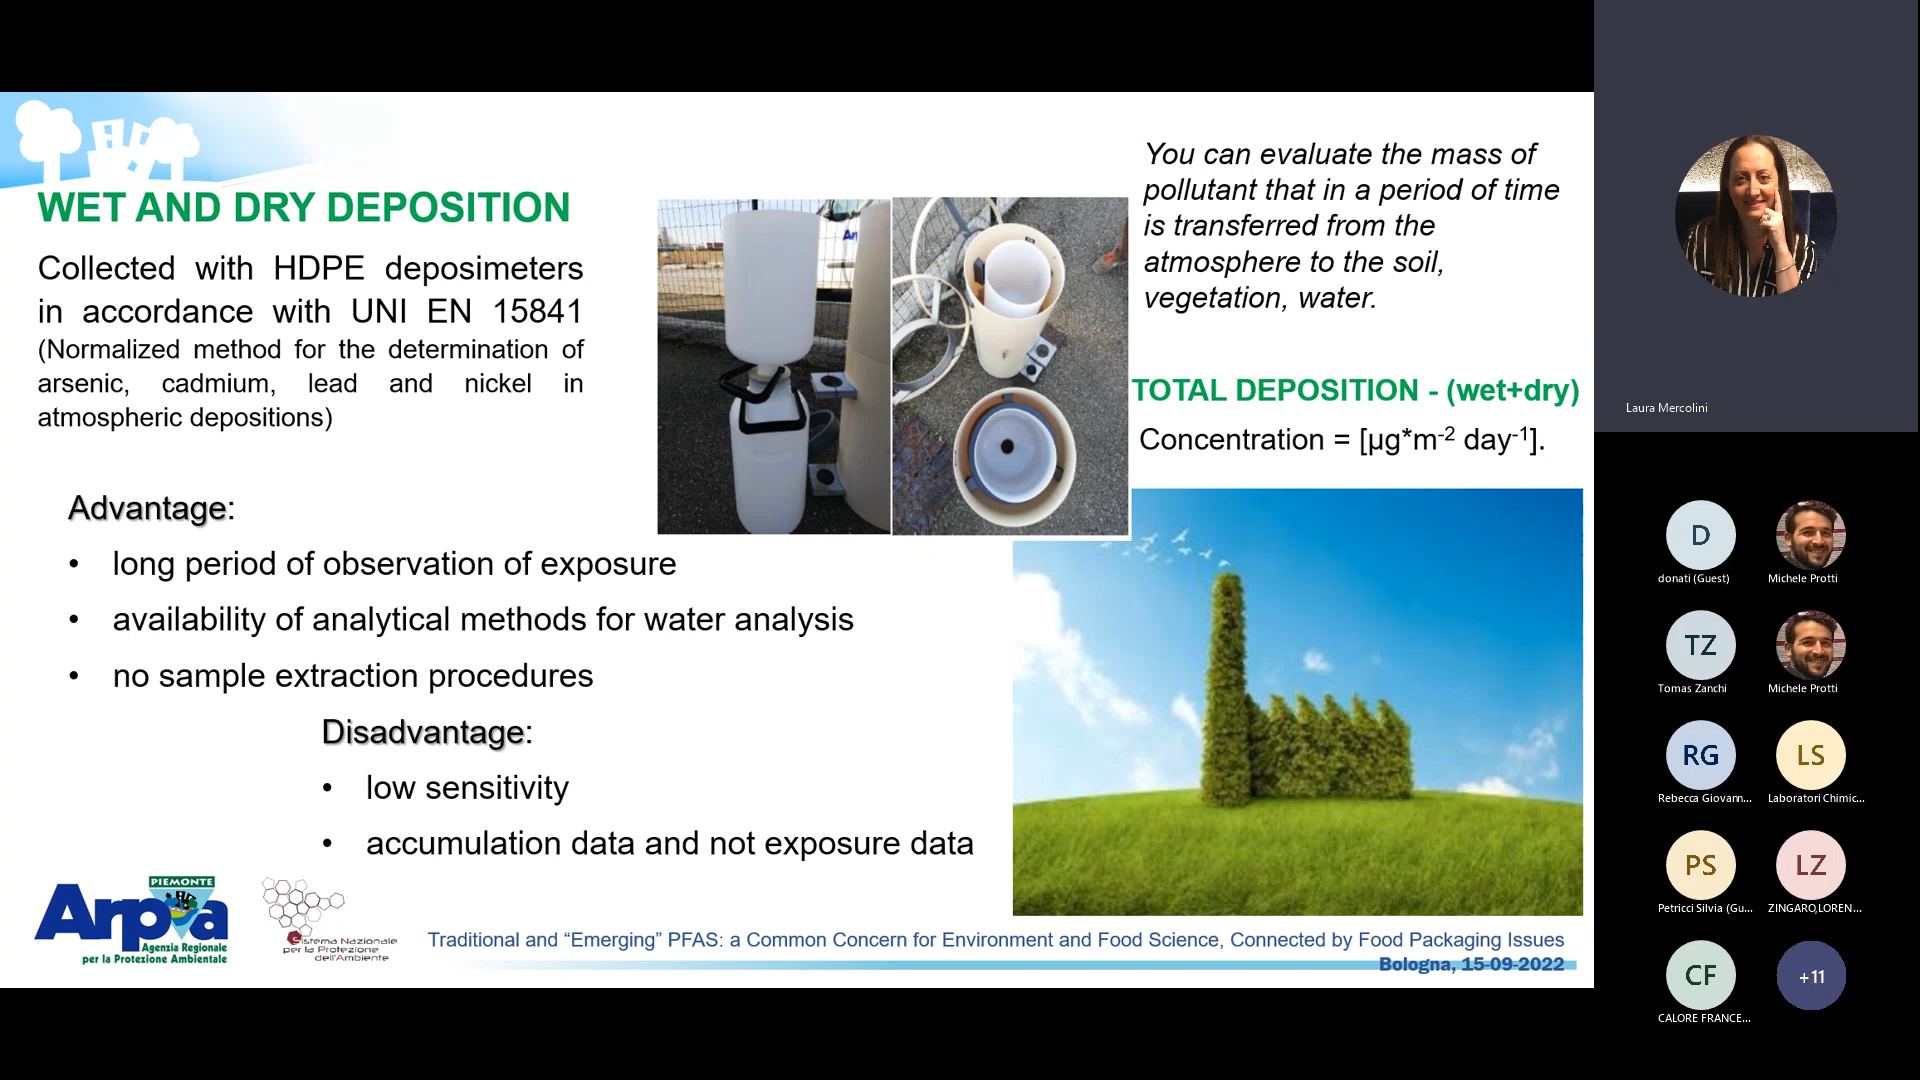 WET AND DRY DEPOSITION
Collected with HDPE deposimeters
in accordance with UNI EN 15841
(Normalized method for the determination of
arsenic, cadmium, lead and nickel in
atmospheric depositions)
Advantage:
• long period of observation of exposure
• availability of analytical methods for water analysis
• no sample extraction procedures
Disadvantage:
• low sensitivity
• accumulation data and not exposure data
You can evaluate the mass of
pollutant that in a period of time
is transferred from the
atmosphere to the soil,
vegetation, water.
TOTAL DEPOSITION - (wet+dry)
Concentration = [µg*m-2 day-1].
PIEMONTE
Arpa
Agenzia Regionale
per la Protezione Ambientale
Sistema Nazionale
per la Protezione
dell'Ambiente
Traditional and “Emerging” PFAS: a Common Concern for Environment and Food Science, Connected by Food Packaging Issues
Bologna, 15-09-2022
Laura Mercolini
D
donati (Guest)
Michele Protti
TZ
Tomas Zanchi
Michele Protti
RG
Rebecca Giovann...
LS
Laboratori Chimic...
PS
Petricci Silvia (Gu...
LZ
ZINGARO,LOREN...
CF
CALORE FRANCE...
+11